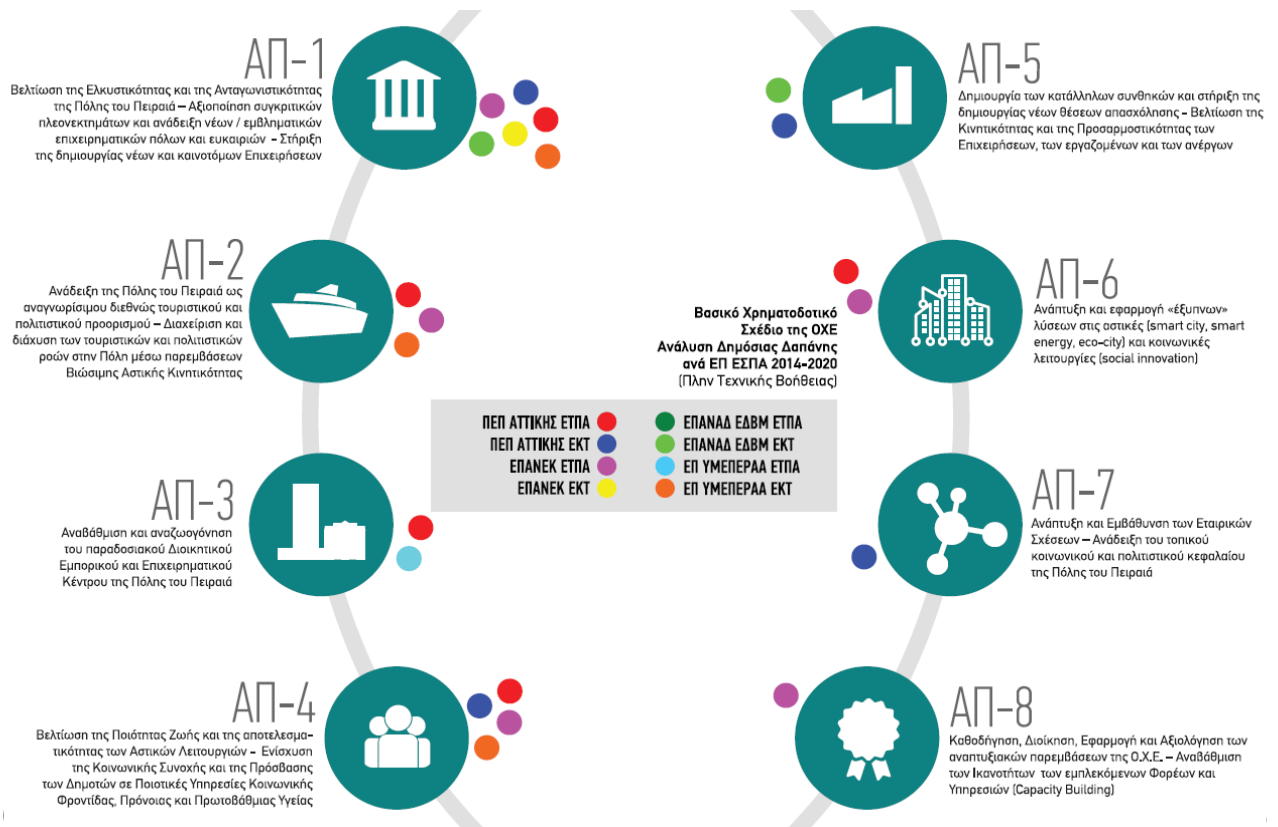 ΑΠ-1
Βελτίωση της Ελκυστικότητας και της Ανταγωνιστικότητας
της Πόλης του Πειραιά – Αξιοποίηση συγκριτικών
πλεονεκτημάτων και ανάδειξη νέων / εμβληματικών
επιχειρηματικών πόλων και ευκαιριών - Στήριξη
της δημιουργίας νέων και καινοτόμων Επιχειρήσεων
ΑΠ-2
Ανάδειξη της Πόλης του Πειραιά ως
αναγνωρίσιμου διεθνώς τουριστικού και
πολιτιστικού προορισμού – Διαχείριση και
διάχυση των τουριστικών και πολιτιστικών
ροών στην Πόλη μέσω παρεμβάσεων
Βιώσιμης Αστικής Κινητικότητας
ΑΠ-3
Αναβάθμιση και αναζωογόνηση
του παραδοσιακού Διοικητικού
Εμπορικού και Επιχειρηματικού
Κέντρου της Πόλης του Πειραιά
ΑΠ-4
Βελτίωση της Ποιότητας Ζωής και της αποτελεσμα-
τικότητας των Αστικών Λειτουργιών - Ενίσχυση
της Κοινωνικής Συνοχής και της Πρόσβασης
των Δημοτών σε Ποιοτικές Υπηρεσίες Κοινωνικής
Φροντίδας, Πρόνοιας και Πρωτοβάθμιας Υγείας
Βασικό Χρηματοδοτικό
Σχέδιο της ΟΧΕ
Ανάλυση Δημόσιας Δαπάνης
ανά ΕΠ ΕΣΠΑ 2014-2020
(Πλην Τεχνικής Βοήθειας)
ΠΕΠ ΑΤΤΙΚΗΣ ΕΤΠΑ
ΠΕΠ ΑΤΤΙΚΗΣ ΕΚΤ
ΕΠΑΝΕΚ ΕΤΠΑ
ΕΠΑΝΕΚ ΕΚΤ
ΕΠΑΝΑΔ ΕΔΒΜ ΕΤΠΑ
ΕΠΑΝΑΔ ΕΔΒΜ ΕΚΤ
ΕΠ ΥΜΕΠΕΡΑΑ ΕΤΠΑ
ΕΠ ΥΜΕΠΕΡΑΑ ΕΚΤ
ΑΠ-5
Δημιουργία των κατάλληλων συνθηκών και στήριξη της
δημιουργίας νέων θέσεων απασχόλησης - Βελτίωση της
Κινητικότητας και της Προσαρμοστικότητας των
Επιχειρήσεων, των εργαζομένων και των ανέργων
ΑΠ-6
Ανάπτυξη και εφαρμογή «έξυπνων»
λύσεων στις αστικές (smart city, smart
energy, eco-city) και κοινωνικές
λειτουργίες (social innovation)
ΑΠ-7
Ανάπτυξη και Εμβάθυνση των Εταιρικών
Σχέσεων – Ανάδειξη του τοπικού
κοινωνικού και πολιτιστικού κεφαλαίου
της Πόλης του Πειραιά
ΑΠ-8
Καθοδήγηση, Διοίκηση, Εφαρμογή και Αξιολόγηση των
αναπτυξιακών παρεμβάσεων της Ο.Χ.Ε. – Αναβάθμιση
των Ικανοτήτων των εμπλεκόμενων Φορέων και
Υπηρεσιών (Capacity Building)